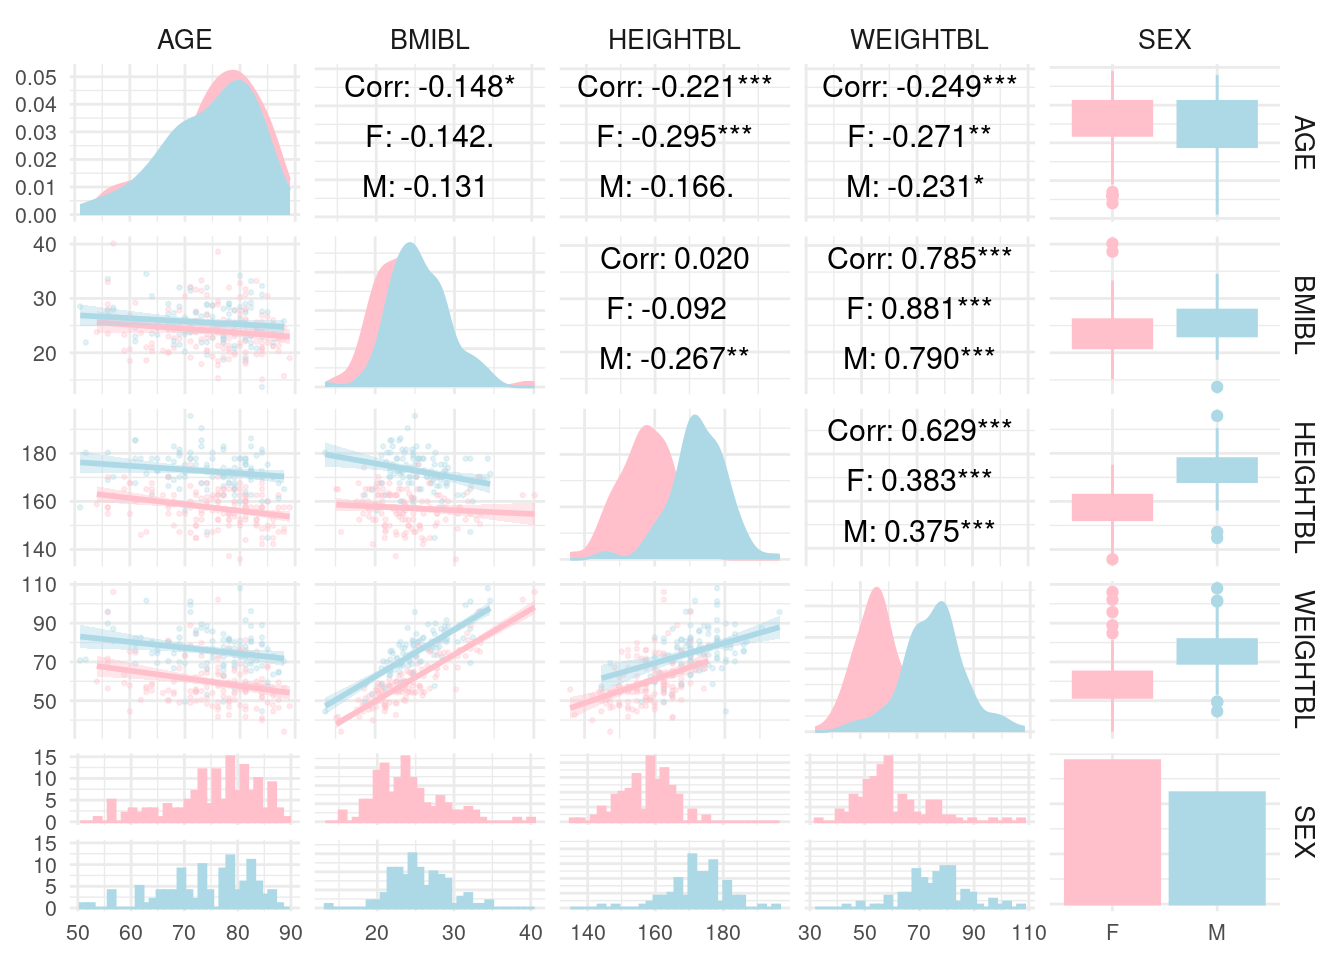 AGE BMIBL HEIGHTBL WEIGHTBL SEX
0.05
0.04
0.03
0.02
0.01
0.00
Corr: -0.148*
F: -0.142.
M: -0.131
Corr: -0.221***
F: -0.295***
M: -0.166.
Corr: -0.249***
F: -0.271**
M: -0.231*
AGE
40
30
20
Corr: 0.020
F: -0.092
M: -0.267**
Corr: 0.785***
F: 0.881***
M: 0.790***
BMIBL
180
160
140
Corr: 0.629***
F: 0.383***
M: 0.375***
HEIGHTBL
110
90
70
50
WEIGHTBL
15
10
5
0
15
10
5
0
SEX
50 60 70 80 90 20 30 40 140 160 180 30 50 70 90 110 F M